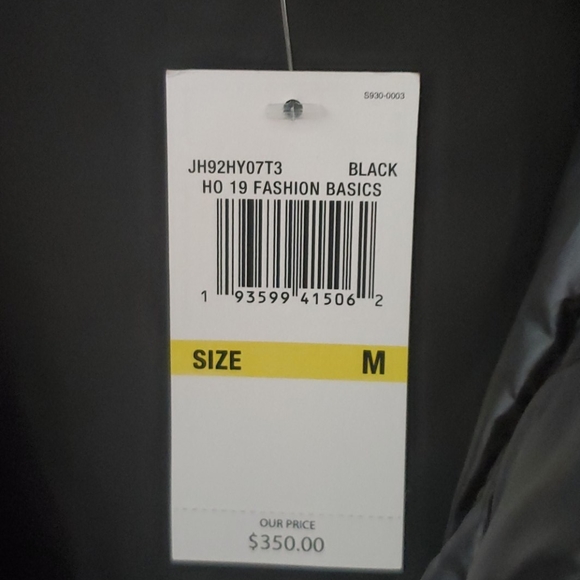 S930-0003
JH92HY07T3 BLACK
HO 19 FASHION BASICS
1 93599 41506 2
SIZE M
OUR PRICE
$350.00